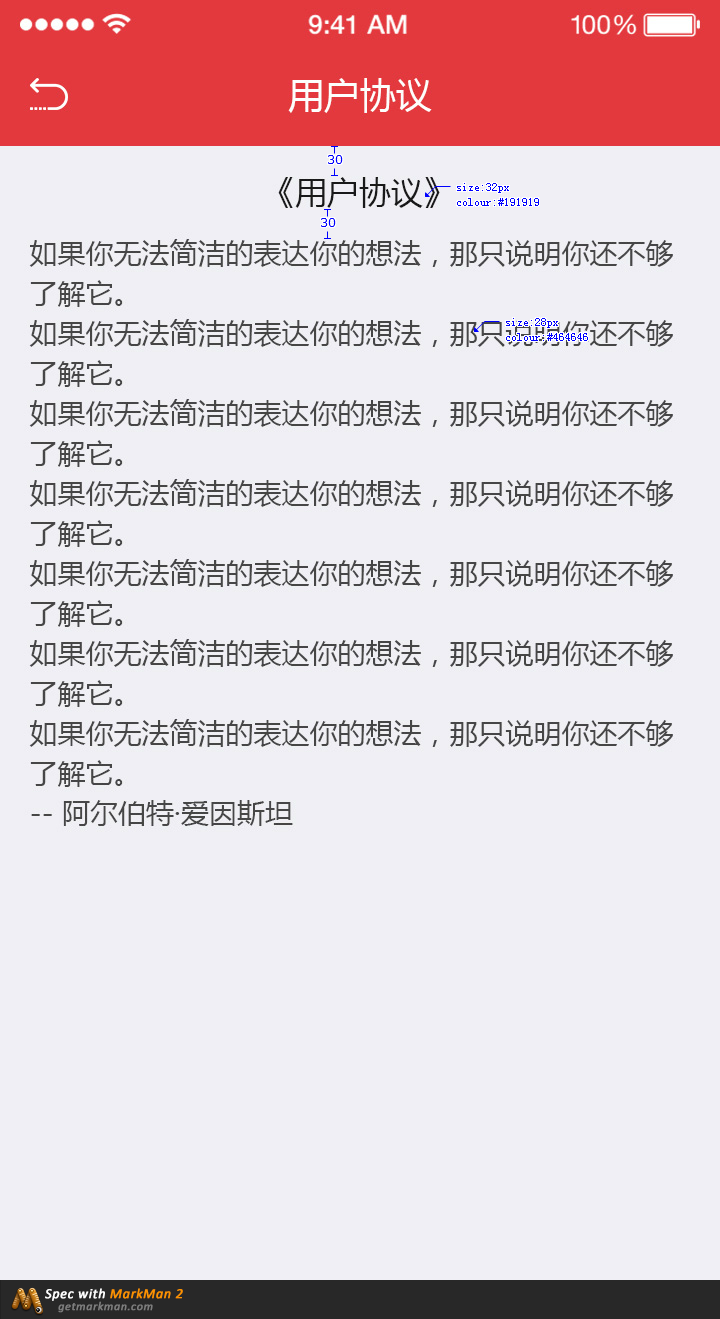 9:41 AM 100%
用户协议
30
《用户协议》 size:32px
colour:#191919
30
如果你无法简洁的表达你的想法，那只说明你还不够
了解它。
size:28px
如果你无法简洁的表达你的想法，那只说明你还不够
colour:#464646
了解它。
如果你无法简洁的表达你的想法，那只说明你还不够
了解它。
如果你无法简洁的表达你的想法，那只说明你还不够
了解它。
如果你无法简洁的表达你的想法，那只说明你还不够
了解它。
如果你无法简洁的表达你的想法，那只说明你还不够
了解它。
如果你无法简洁的表达你的想法，那只说明你还不够
了解它。
-- 阿尔伯特·爱因斯坦
Spec with MarkMan 2
getmarkman.com